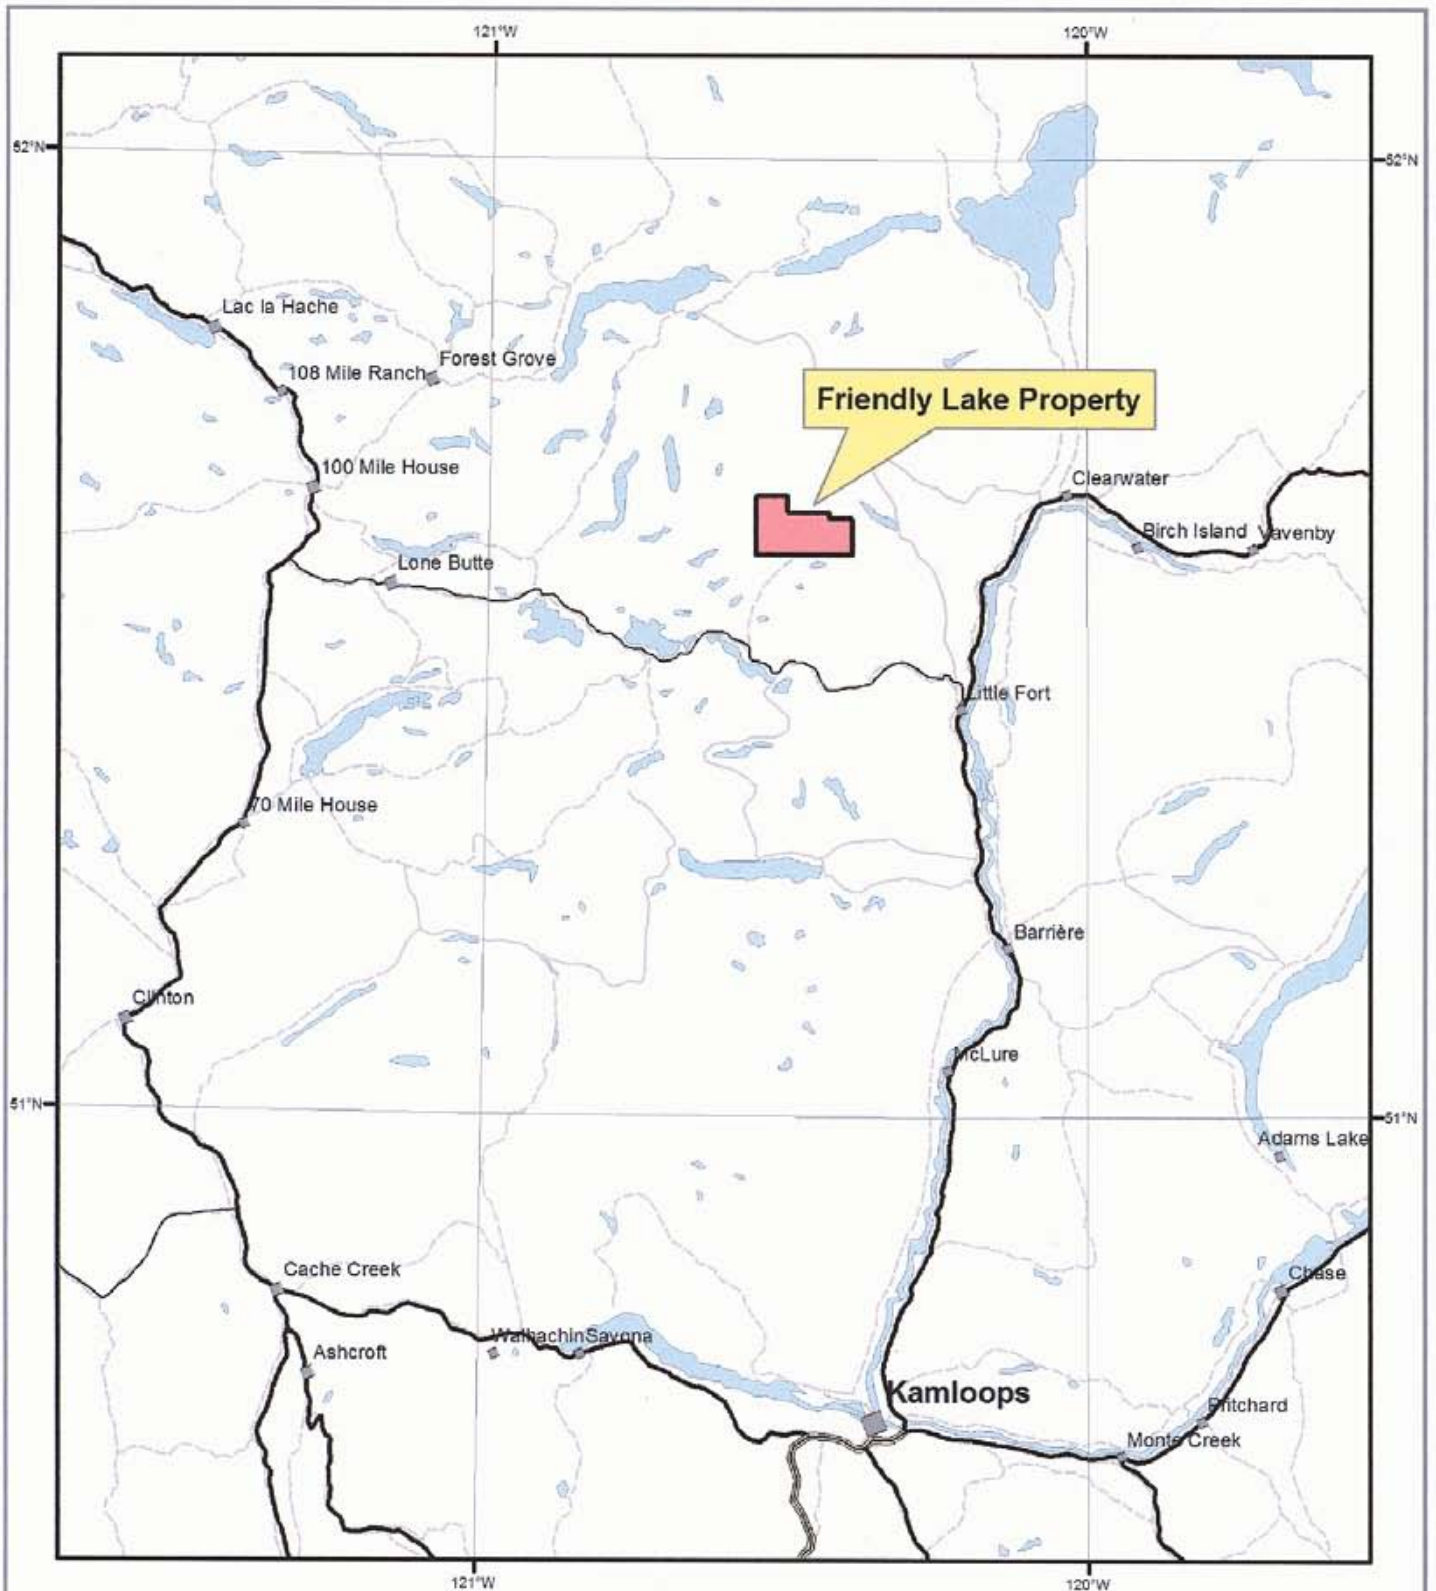 121°W
120°W
52°N
52°N
Lac la Hache
Forest Grove
108 Mile Ranch
Friendly Lake Property
100 Mile House
Clearwater
Birch Island
Vavenby
Lone Butte
Little Fort
70 Mile House
Barrière
Clinton
McLure
51°N
51°N
Adams Lake
Cache Creek
Chase
Walhachin
Savona
Ashcroft
Kamloops
Pritchard
Monte Creek
121°W
120°W